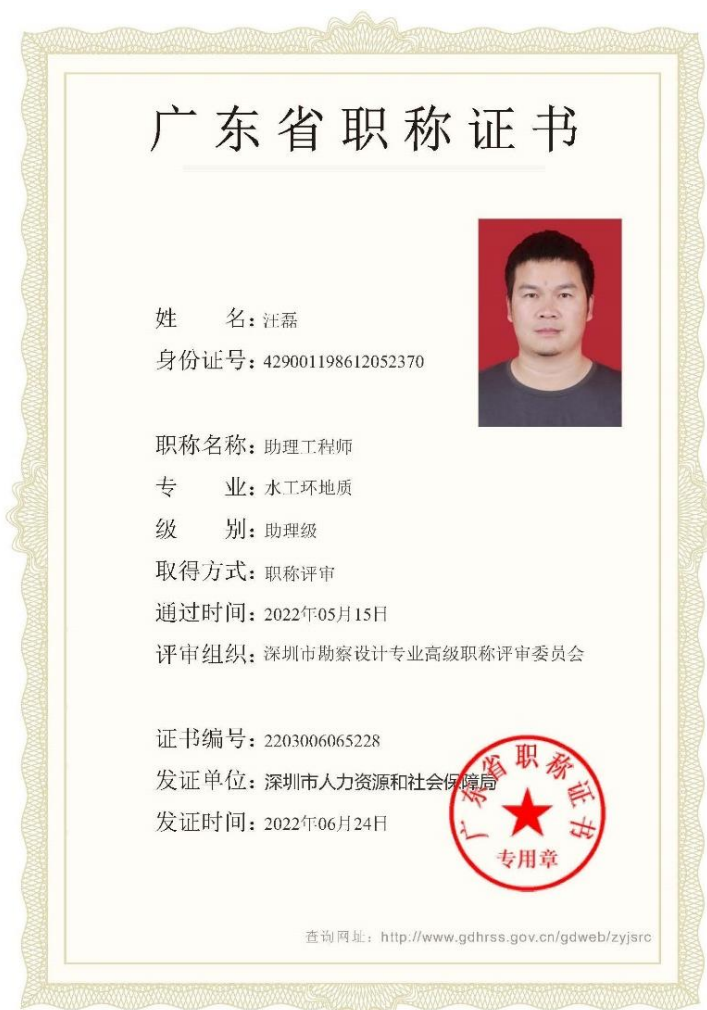 广东省职称证书
姓 名：汪磊
身份证号：429001198612052370
职称名称：助理工程师
专 业：水工环地质
级 别：助理级
取得方式：职称评审
通过时间：2022年05月15日
评审组织：深圳市勘察设计专业高级职称评审委员会
证书编号：2203006065228
发证单位：深圳市人力资源和社会保障局
发证时间：2022年06月24日
广东省职称证书
专用章
查询网址：http://www.gdhrss.gov.cn/gdweb/zyjsrc